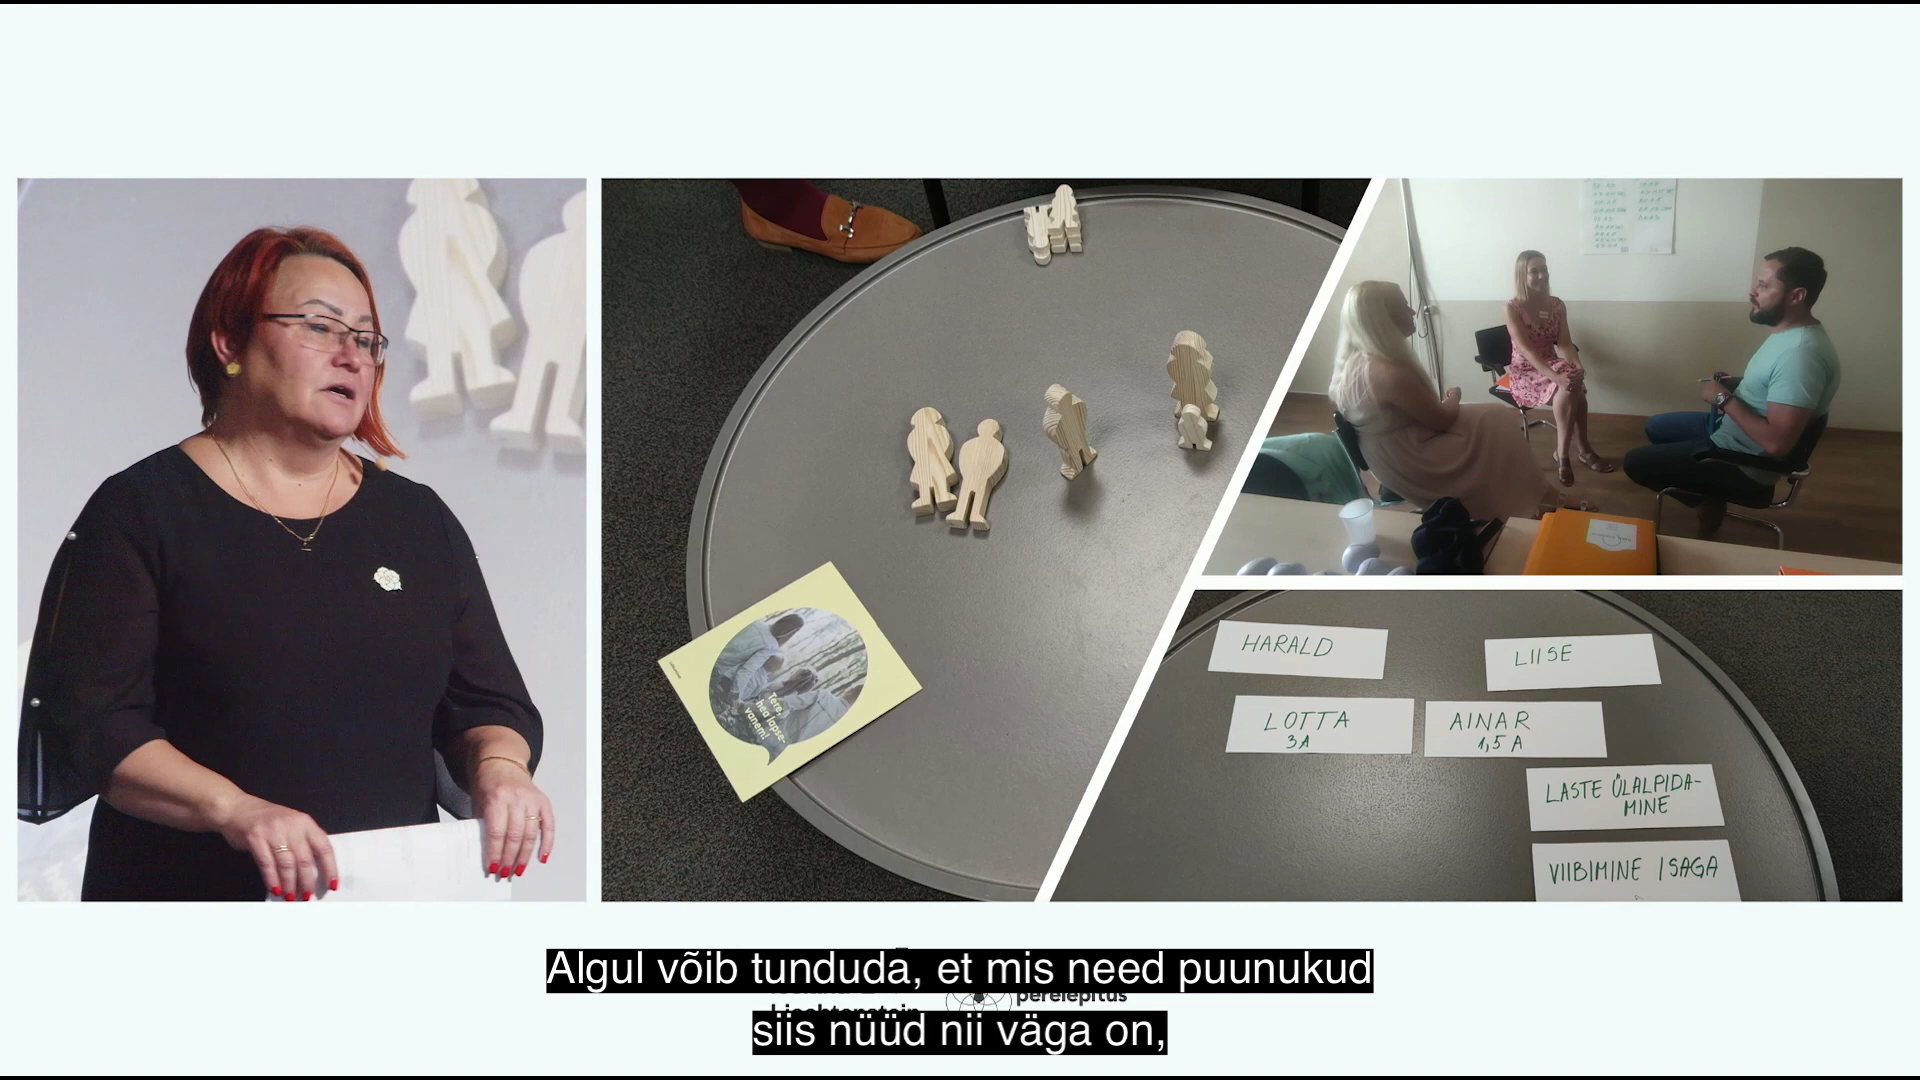 Tere,
hea lapse-
vanem!
HARALD
LIISE
LOTTA
3A
AINAR
1,5 A
LASTE ÜLALPIDA-
MINE
VIIBIMINE ISAGA
Algul võib tunduda, et mis need puunukud
perelepitus
Liechtenstein
siis nüüd nii väga on,